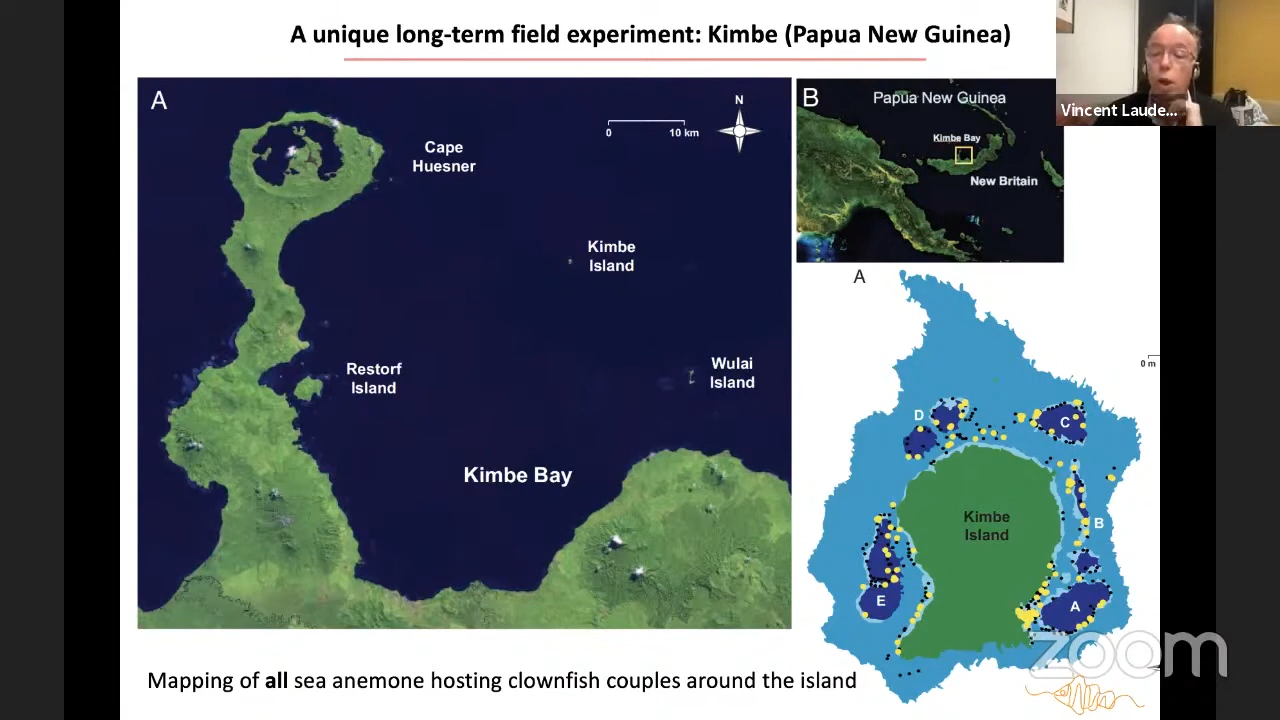 A unique long-term field experiment: Kimbe (Papua New Guinea)
Vincent Laude...
A
N
0 10 km
Cape
Huesner
Kimbe
Island
Restorf
Island
Wulai
Island
Kimbe Bay
B
Papua New Guinea
Kimbe Bay
New Britain
A
0 m
D
C
Kimbe
Island
B
E
A
zoom
Mapping of all sea anemone hosting clownfish couples around the island